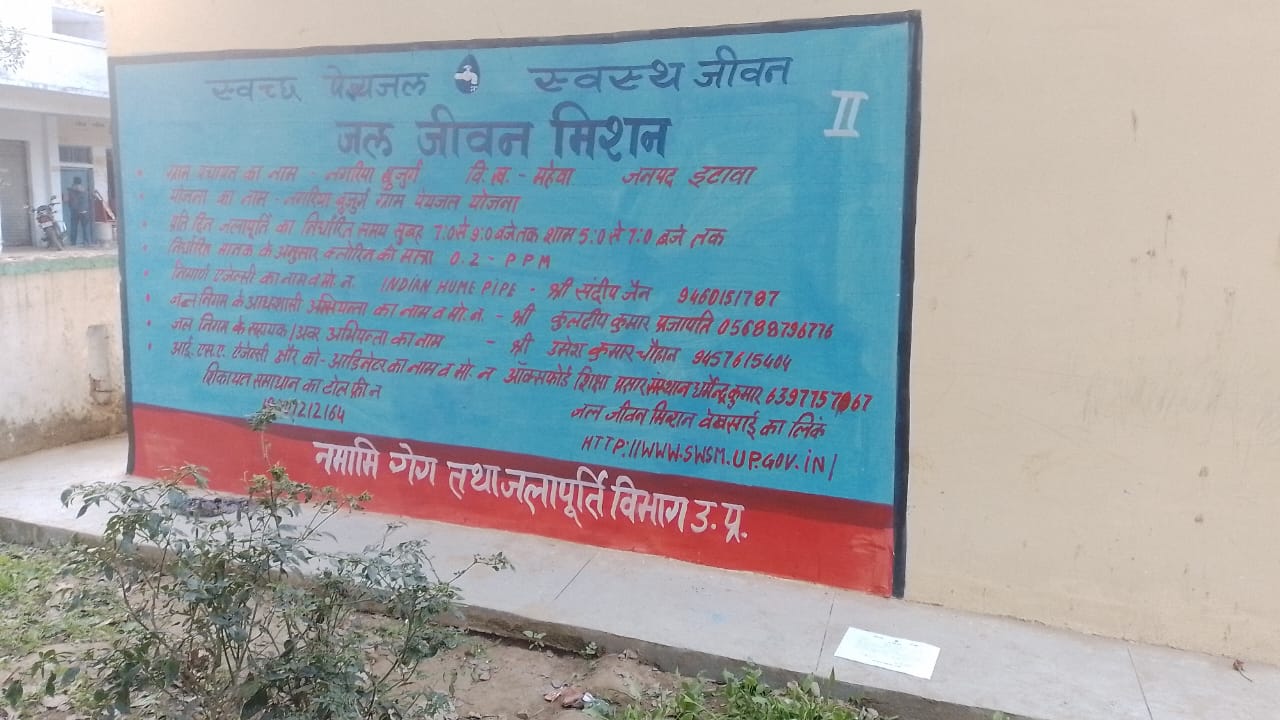 स्वच्छ पेयजल स्वस्थ जीवन
II
जल जीवन मिशन
ग्राम पंचायत का नाम - नगरिया बुजुर्ग वि. ख. - महेवा जनपद इटावा
योजना का नाम - नगरिया बुजुर्ग ग्राम पेयजल योजना
प्रति दिन जलापूर्ति का निर्धारित समय सुबह 7:0 से 9:0 बजे तक शाम 5:0 से 7:0 बजे तक
निर्धारित मानक के अनुसार क्लोरिन की मात्रा 0.2 - PPM
निर्माण एजेन्सी का नाम व मो. न. INDIAN HUME PIPE - श्री संदीप जैन 9460151787
जल निगम के अधिशासी अभियन्ता का नाम व मो. न. - श्री कुलदीप कुमार प्रजापति 05688796776
जल निगम के सहायक/अवर अभियन्ता का नाम - श्री उमेश कुमार चौहान 9457615404
आई. एस. ए. ऐजेन्सी और को-आडिनेटर का नाम व मो. न ऑक्सफोर्ड शिक्षा प्रसार संस्थान धर्मेन्द्र कुमार
शिकायत समाधान का टोल फ्री न जल जीवन मिशन वेबसाई का लिंक
HTTP://WWW.SWSM.UP.GOV.IN/
नमामि गेंग तथा जलापूर्ति विभाग उ. प्र.